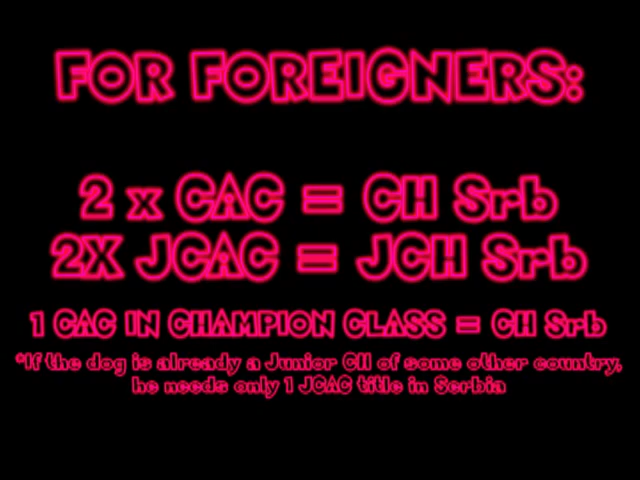 FOR FOREIGNERS:
2 x CAC = CH Srb
2X JCAC = JCH Srb
1 CAC IN CHAMPION CLASS = CH Srb
*If the dog is already a Junior CH of some other country,
he needs only 1 JCAC title in Serbia